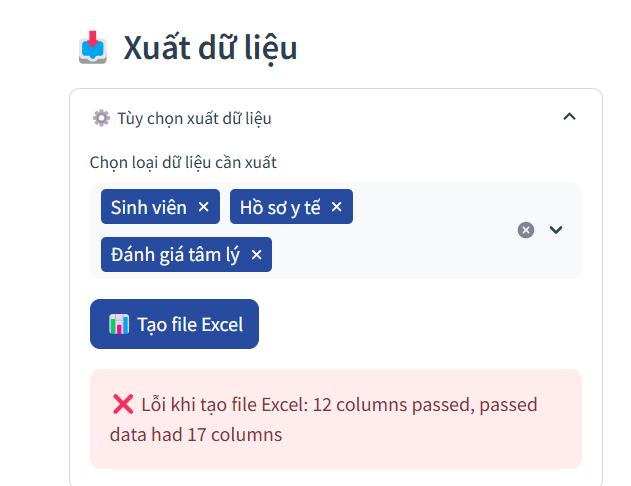 Xuất dữ liệu
Tùy chọn xuất dữ liệu
Chọn loại dữ liệu cần xuất
Sinh viên × Hồ sơ y tế ×
Đánh giá tâm lý ×
Tạo file Excel
Lỗi khi tạo file Excel: 12 columns passed, passed
data had 17 columns